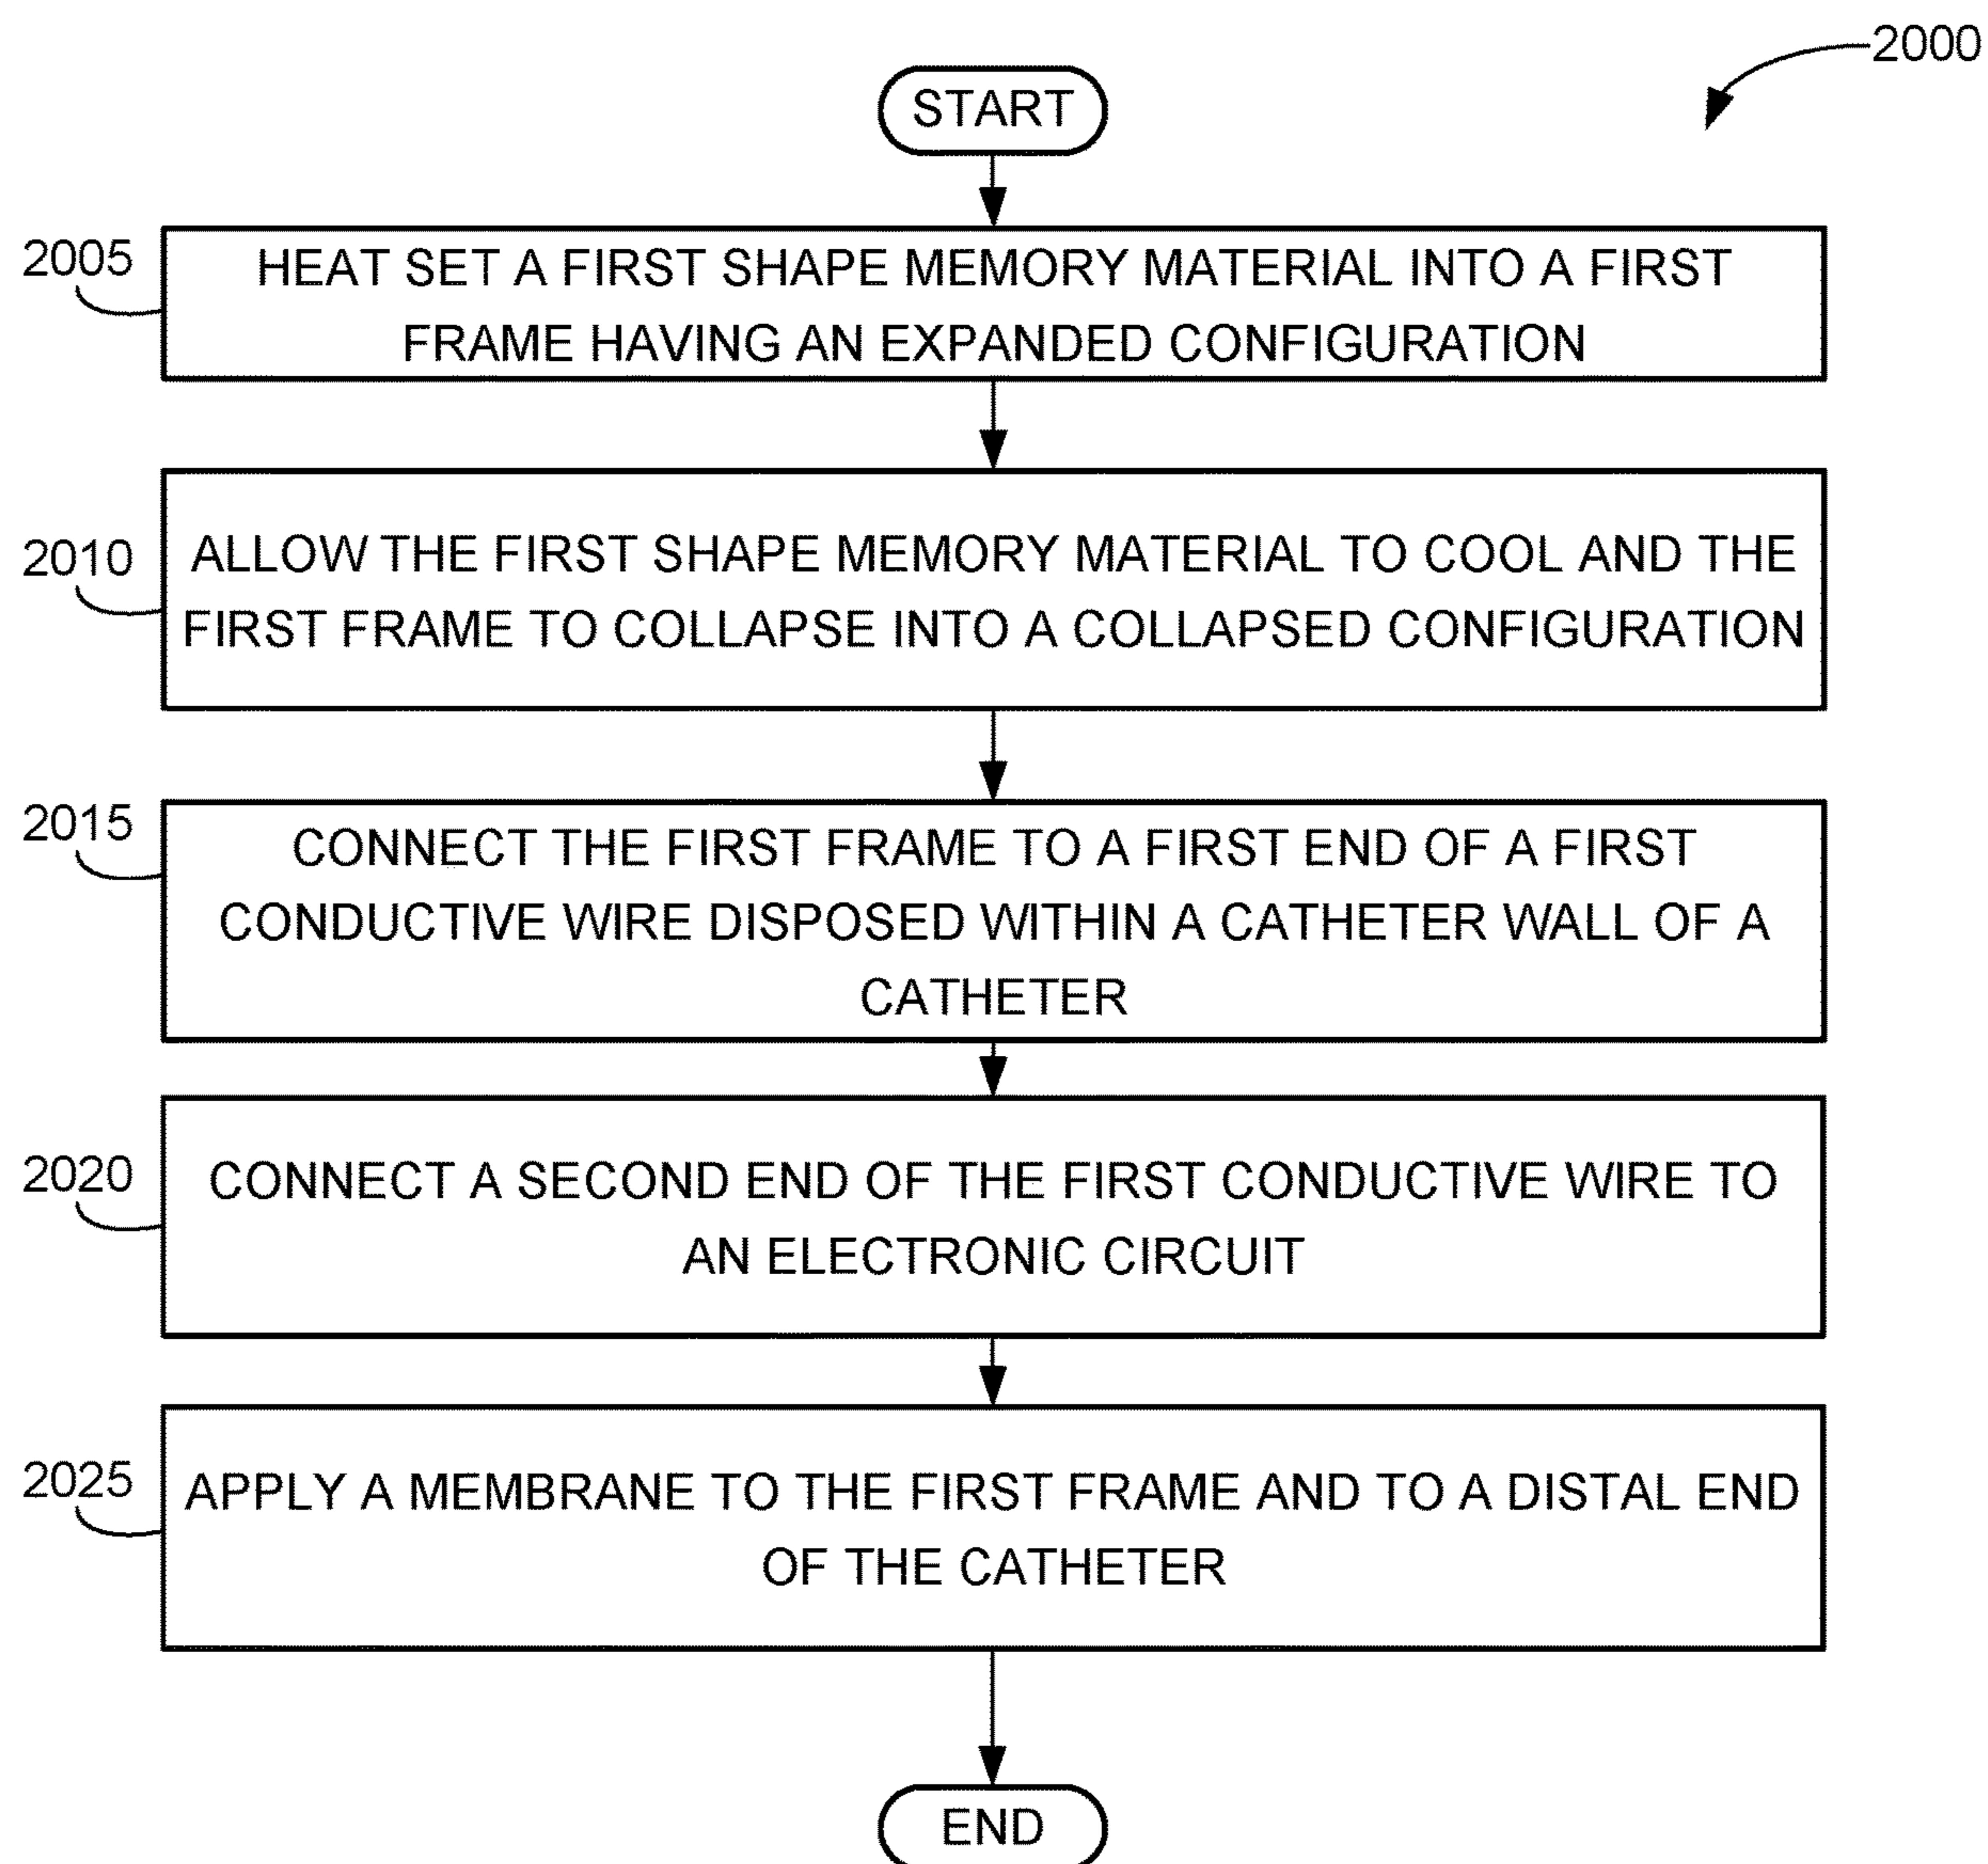 2000
START
2005
HEAT SET A FIRST SHAPE MEMORY MATERIAL INTO A FIRST
FRAME HAVING AN EXPANDED CONFIGURATION
2010
ALLOW THE FIRST SHAPE MEMORY MATERIAL TO COOL AND THE
FIRST FRAME TO COLLAPSE INTO A COLLAPSED CONFIGURATION
2015
CONNECT THE FIRST FRAME TO A FIRST END OF A FIRST
CONDUCTIVE WIRE DISPOSED WITHIN A CATHETER WALL OF A
CATHETER
2020
CONNECT A SECOND END OF THE FIRST CONDUCTIVE WIRE TO
AN ELECTRONIC CIRCUIT
2025
APPLY A MEMBRANE TO THE FIRST FRAME AND TO A DISTAL END
OF THE CATHETER
END